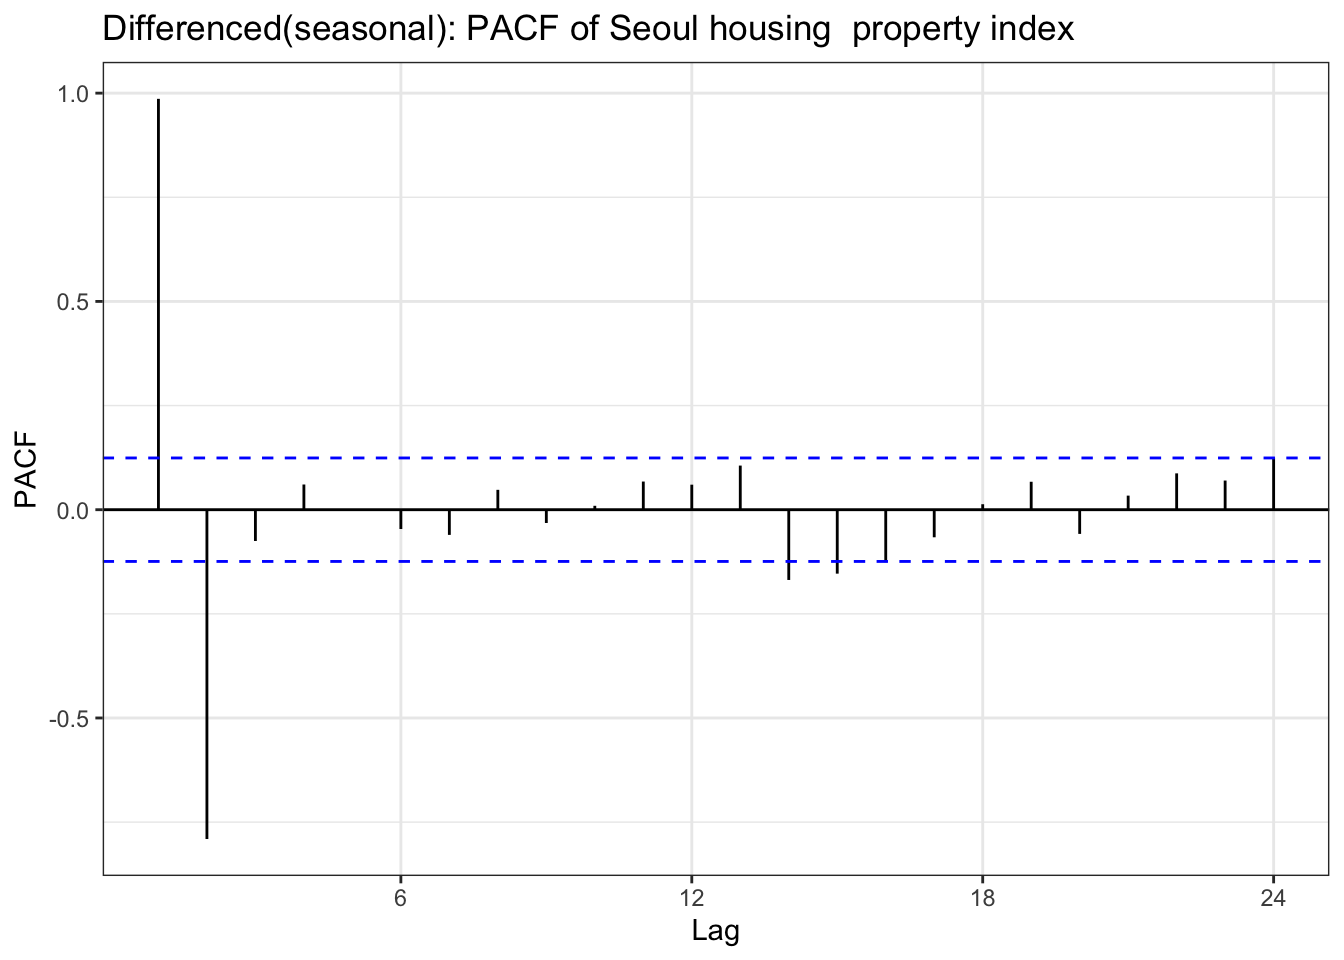 Differenced(seasonal): PACF of Seoul housing  property index
1.0
0.5
0.0
-0.5
PACF
6 12 18 24
Lag